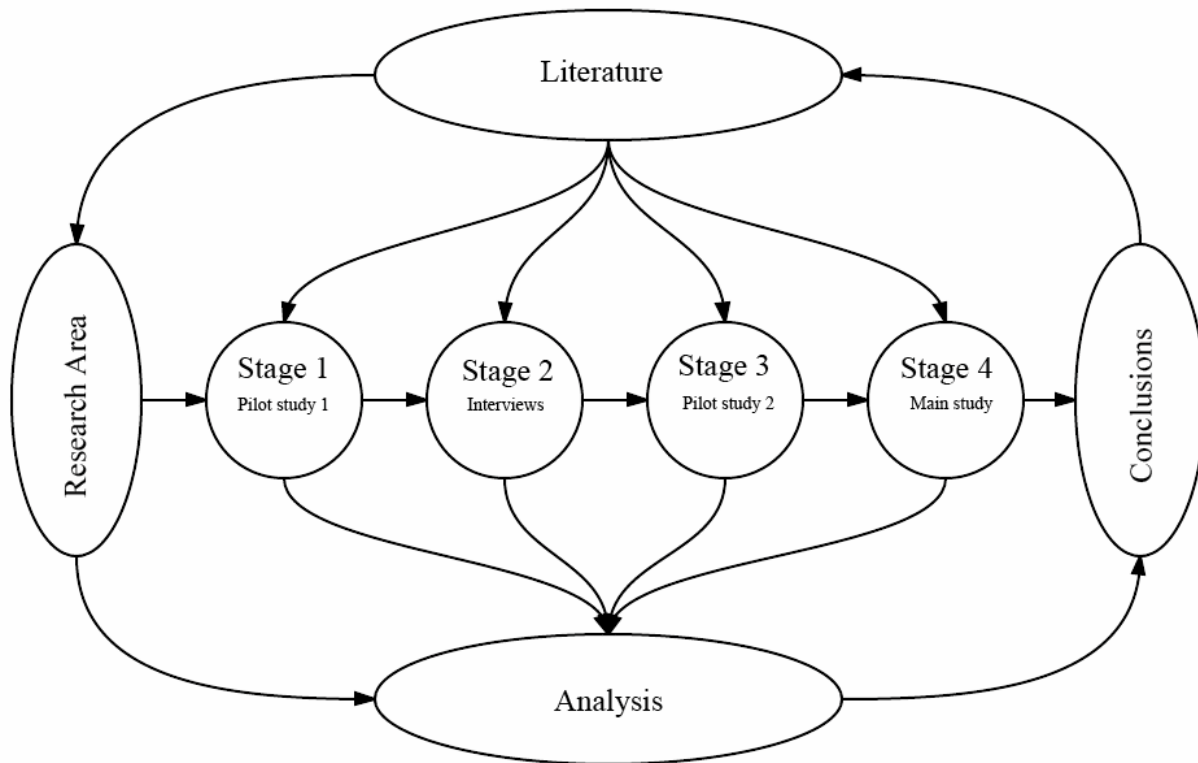 Literature
Research Area
Stage 1
Pilot study 1
Stage 2
Interviews
Stage 3
Pilot study 2
Stage 4
Main study
Conclusions
Analysis